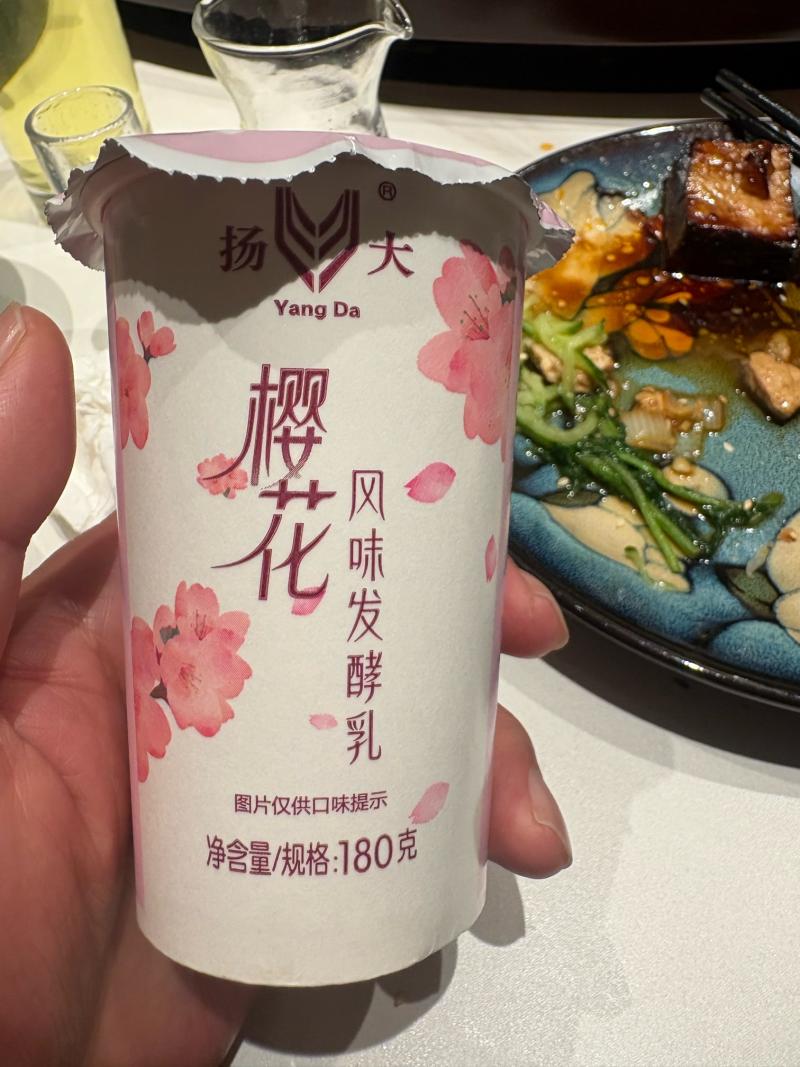 扬 大 ®
Yang Da
樱花
风味发酵乳
图片仅供口味提示
净含量/规格:180克